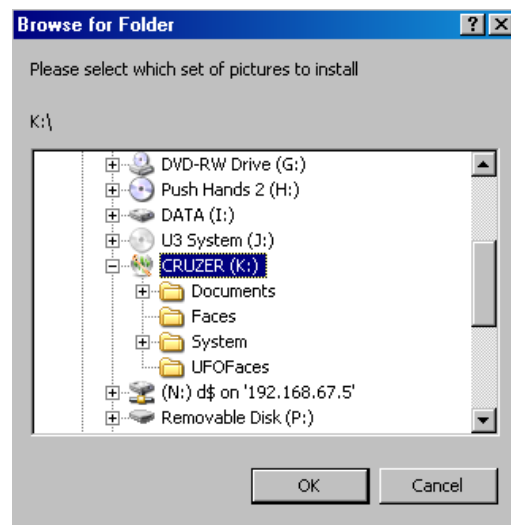 Browse for Folder
Please select which set of pictures to install
K:\
DVD-RW Drive (G:)
Push Hands 2 (H:)
DATA (I:)
U3 System (J:)
CRUZER (K:)
Documents
Faces
System
UFOFaces
(N:) d$ on '192.168.67.5'
Removable Disk (P:)
OK Cancel